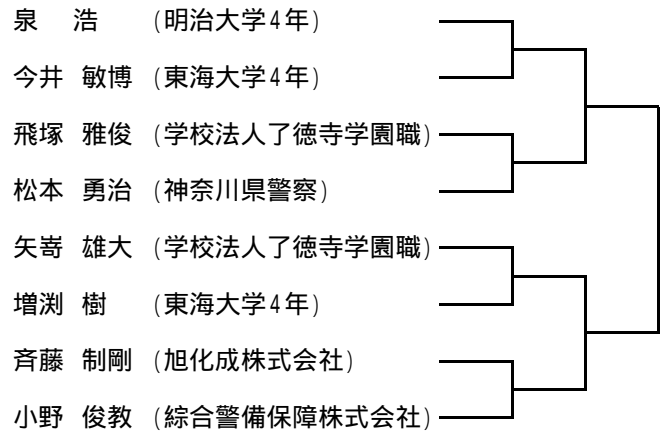 泉 浩 (明治大学4年)
今井 敏博 (東海大学4年)
飛塚 雅俊 (学校法人了徳寺学園職)
松本 勇治 (神奈川県警察)
矢嵜 雄大 (学校法人了徳寺学園職)
増渕 樹 (東海大学4年)
斉藤 制剛 (旭化成株式会社)
小野 俊教 (綜合警備保障株式会社)